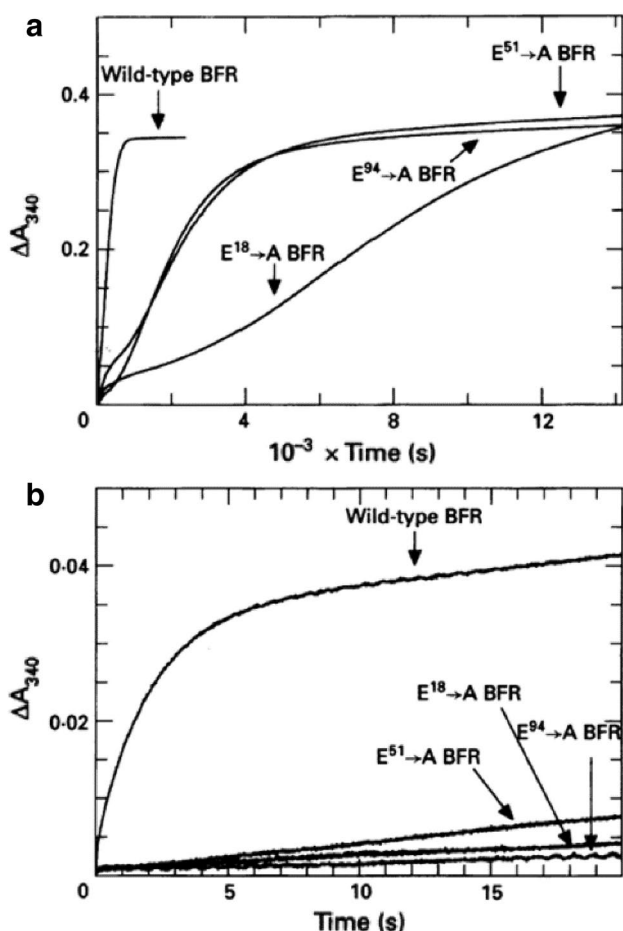 a
Wild-type BFR
E⁵¹→A BFR
0.4
E⁹⁴→A BFR
ΔA₃₄₀
0.2
E¹⁸→A BFR
0
0 4 8 12
10⁻³ × Time (s)
b
Wild-type BFR
0·04
E¹⁸→A BFR
ΔA₃₄₀
0·02
E⁹⁴→A BFR
E⁵¹→A BFR
0
0 5 10 15
Time (s)